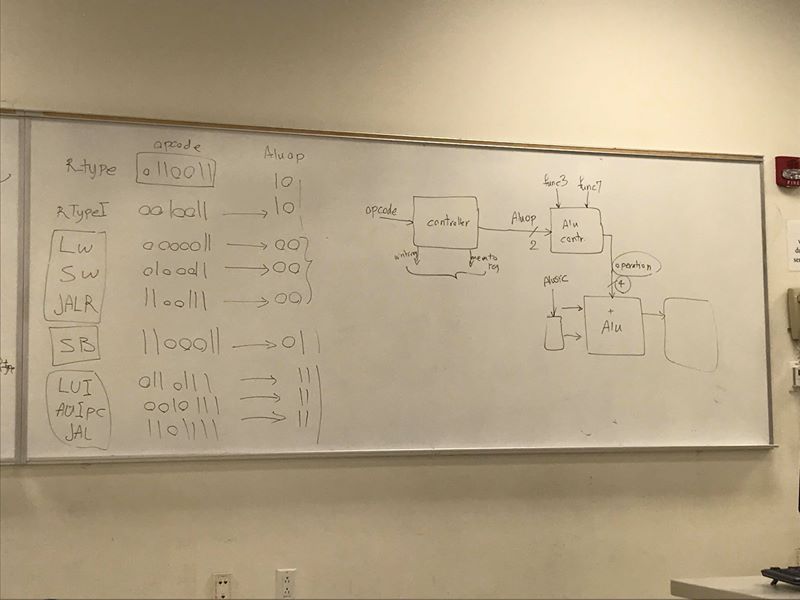 opcode Aluop
R-type 0110011 10
RTypeI 0010011 10
Lw 0000011 00
Sw 0100011 00
JALR 1100111 00
SB 1100011 01
LUI 0110111 11
AUIPC 0010111 11
JAL 1101111 11
func3 func7
opcode controller Aluop Alu
2 contr.
memto
reg
operation
4
alusrc
+
Alu
FIRE